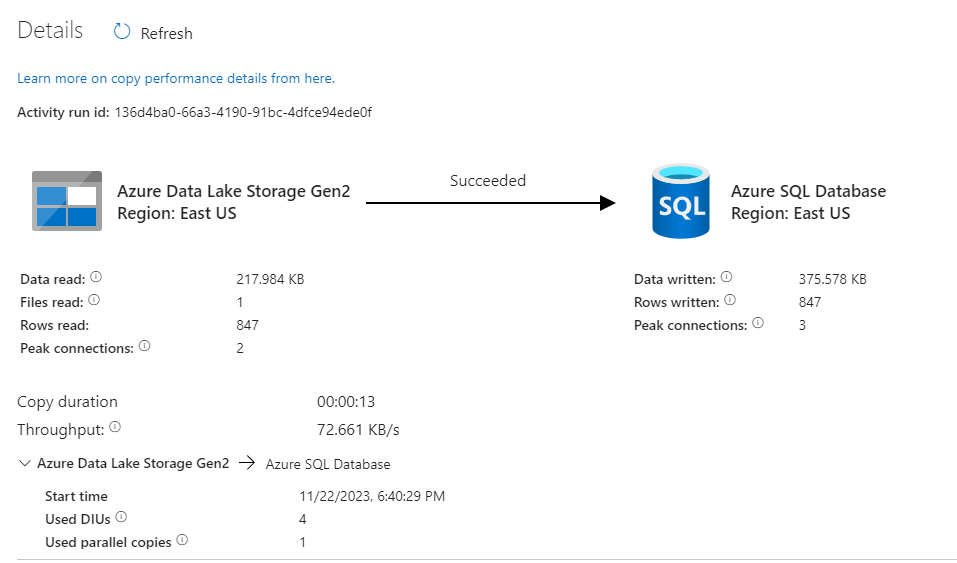 Details Refresh
Learn more on copy performance details from here.
Activity run id: 136d4ba0-66a3-4190-91bc-4dfce94ede0f
Azure Data Lake Storage Gen2
Region: East US
Succeeded
SQL
Azure SQL Database
Region: East US
Data read: 217.984 KB
Files read: 1
Rows read: 847
Peak connections: 2
Data written: 375.578 KB
Rows written: 847
Peak connections: 3
Copy duration 00:00:13
Throughput: 72.661 KB/s
Azure Data Lake Storage Gen2 → Azure SQL Database
Start time 11/22/2023, 6:40:29 PM
Used DIUs 4
Used parallel copies 1